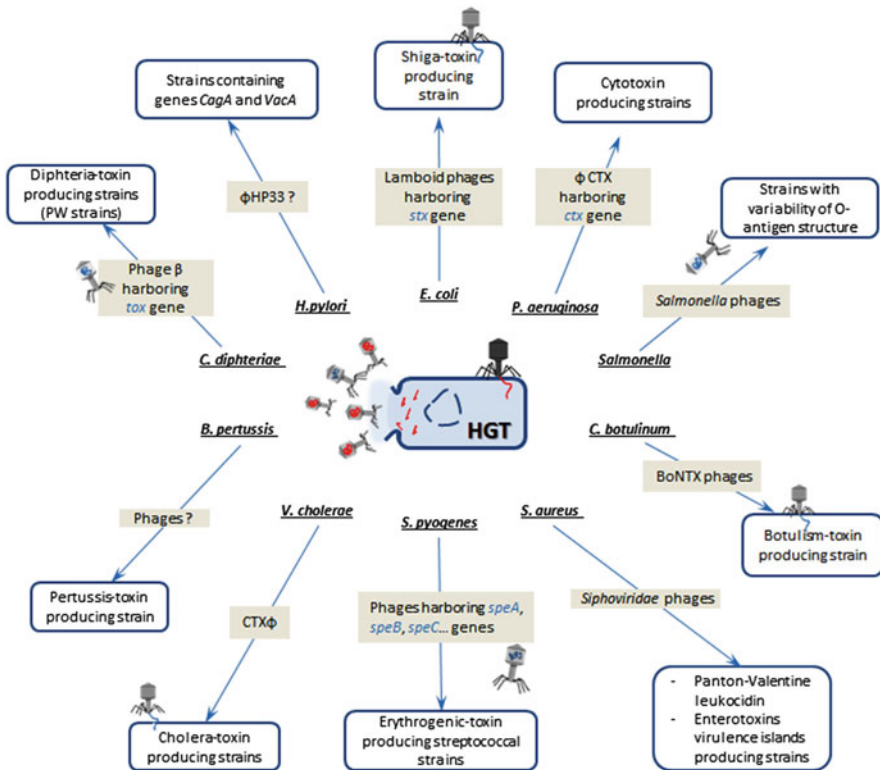 Shiga-toxin
producing
strain
Strains containing
genes CagA and VacA
Cytotoxin
producing strains
Diphteria-toxin
producing strains
(PW strains)
ϕHP33 ?
Lamboid phages
harboring
stx gene
ϕ CTX
harboring
ctx gene
Strains with
variability of O-
antigen structure
Phage β
harboring
tox gene
Salmonella phages
H.pylori
E. coli
P. aeruginosa
C. diphteriae
Salmonella
HGT
B. pertussis
C. botulinum
BoNTX phages
V. cholerae
S. pyogenes
S. aureus
Phages ?
Botulism-toxin
producing strain
Pertussis-toxin
producing strain
CTXϕ
Phages harboring speA,
speB, speC... genes
Siphoviridae phages
Cholera-toxin
producing strains
Erythrogenic-toxin
producing streptococcal
strains
- Panton-Valentine
leukocidin
- Enterotoxins
virulence islands
producing strains